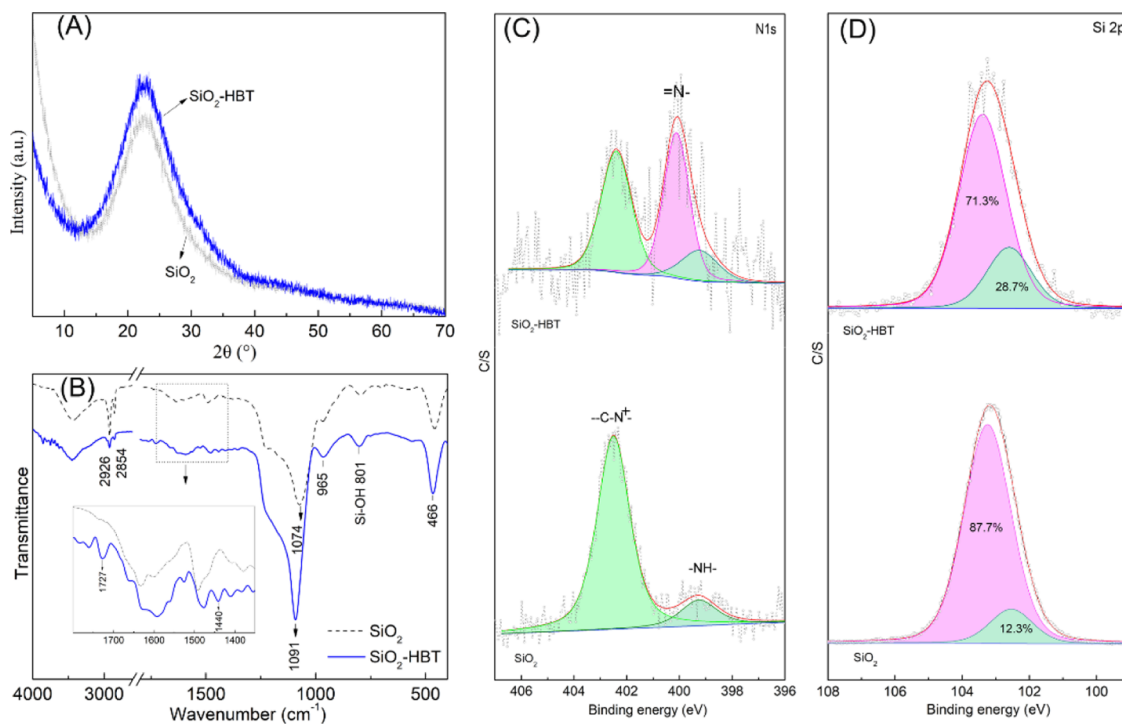 (A)
SiO2-HBT
SiO2
Intensity (a.u.)
10 20 30 40 50 60 70
2θ (°)
(B)
2926
2854
1074
1091
965
Si-OH 801
466
1727
1440
1700 1600 1500 1400
SiO2
SiO2-HBT
Transmittance
4000 3000 1500 1000 500
Wavenumber (cm-1)
(C)
N1s
=N-
SiO2-HBT
C/S
--C-N+-
-NH-
SiO2
406 404 402 400 398 396
Binding energy (eV)
(D)
Si 2p
71.3%
28.7%
SiO2-HBT
C/S
87.7%
12.3%
SiO2
108 106 104 102 100
Binding energy (eV)